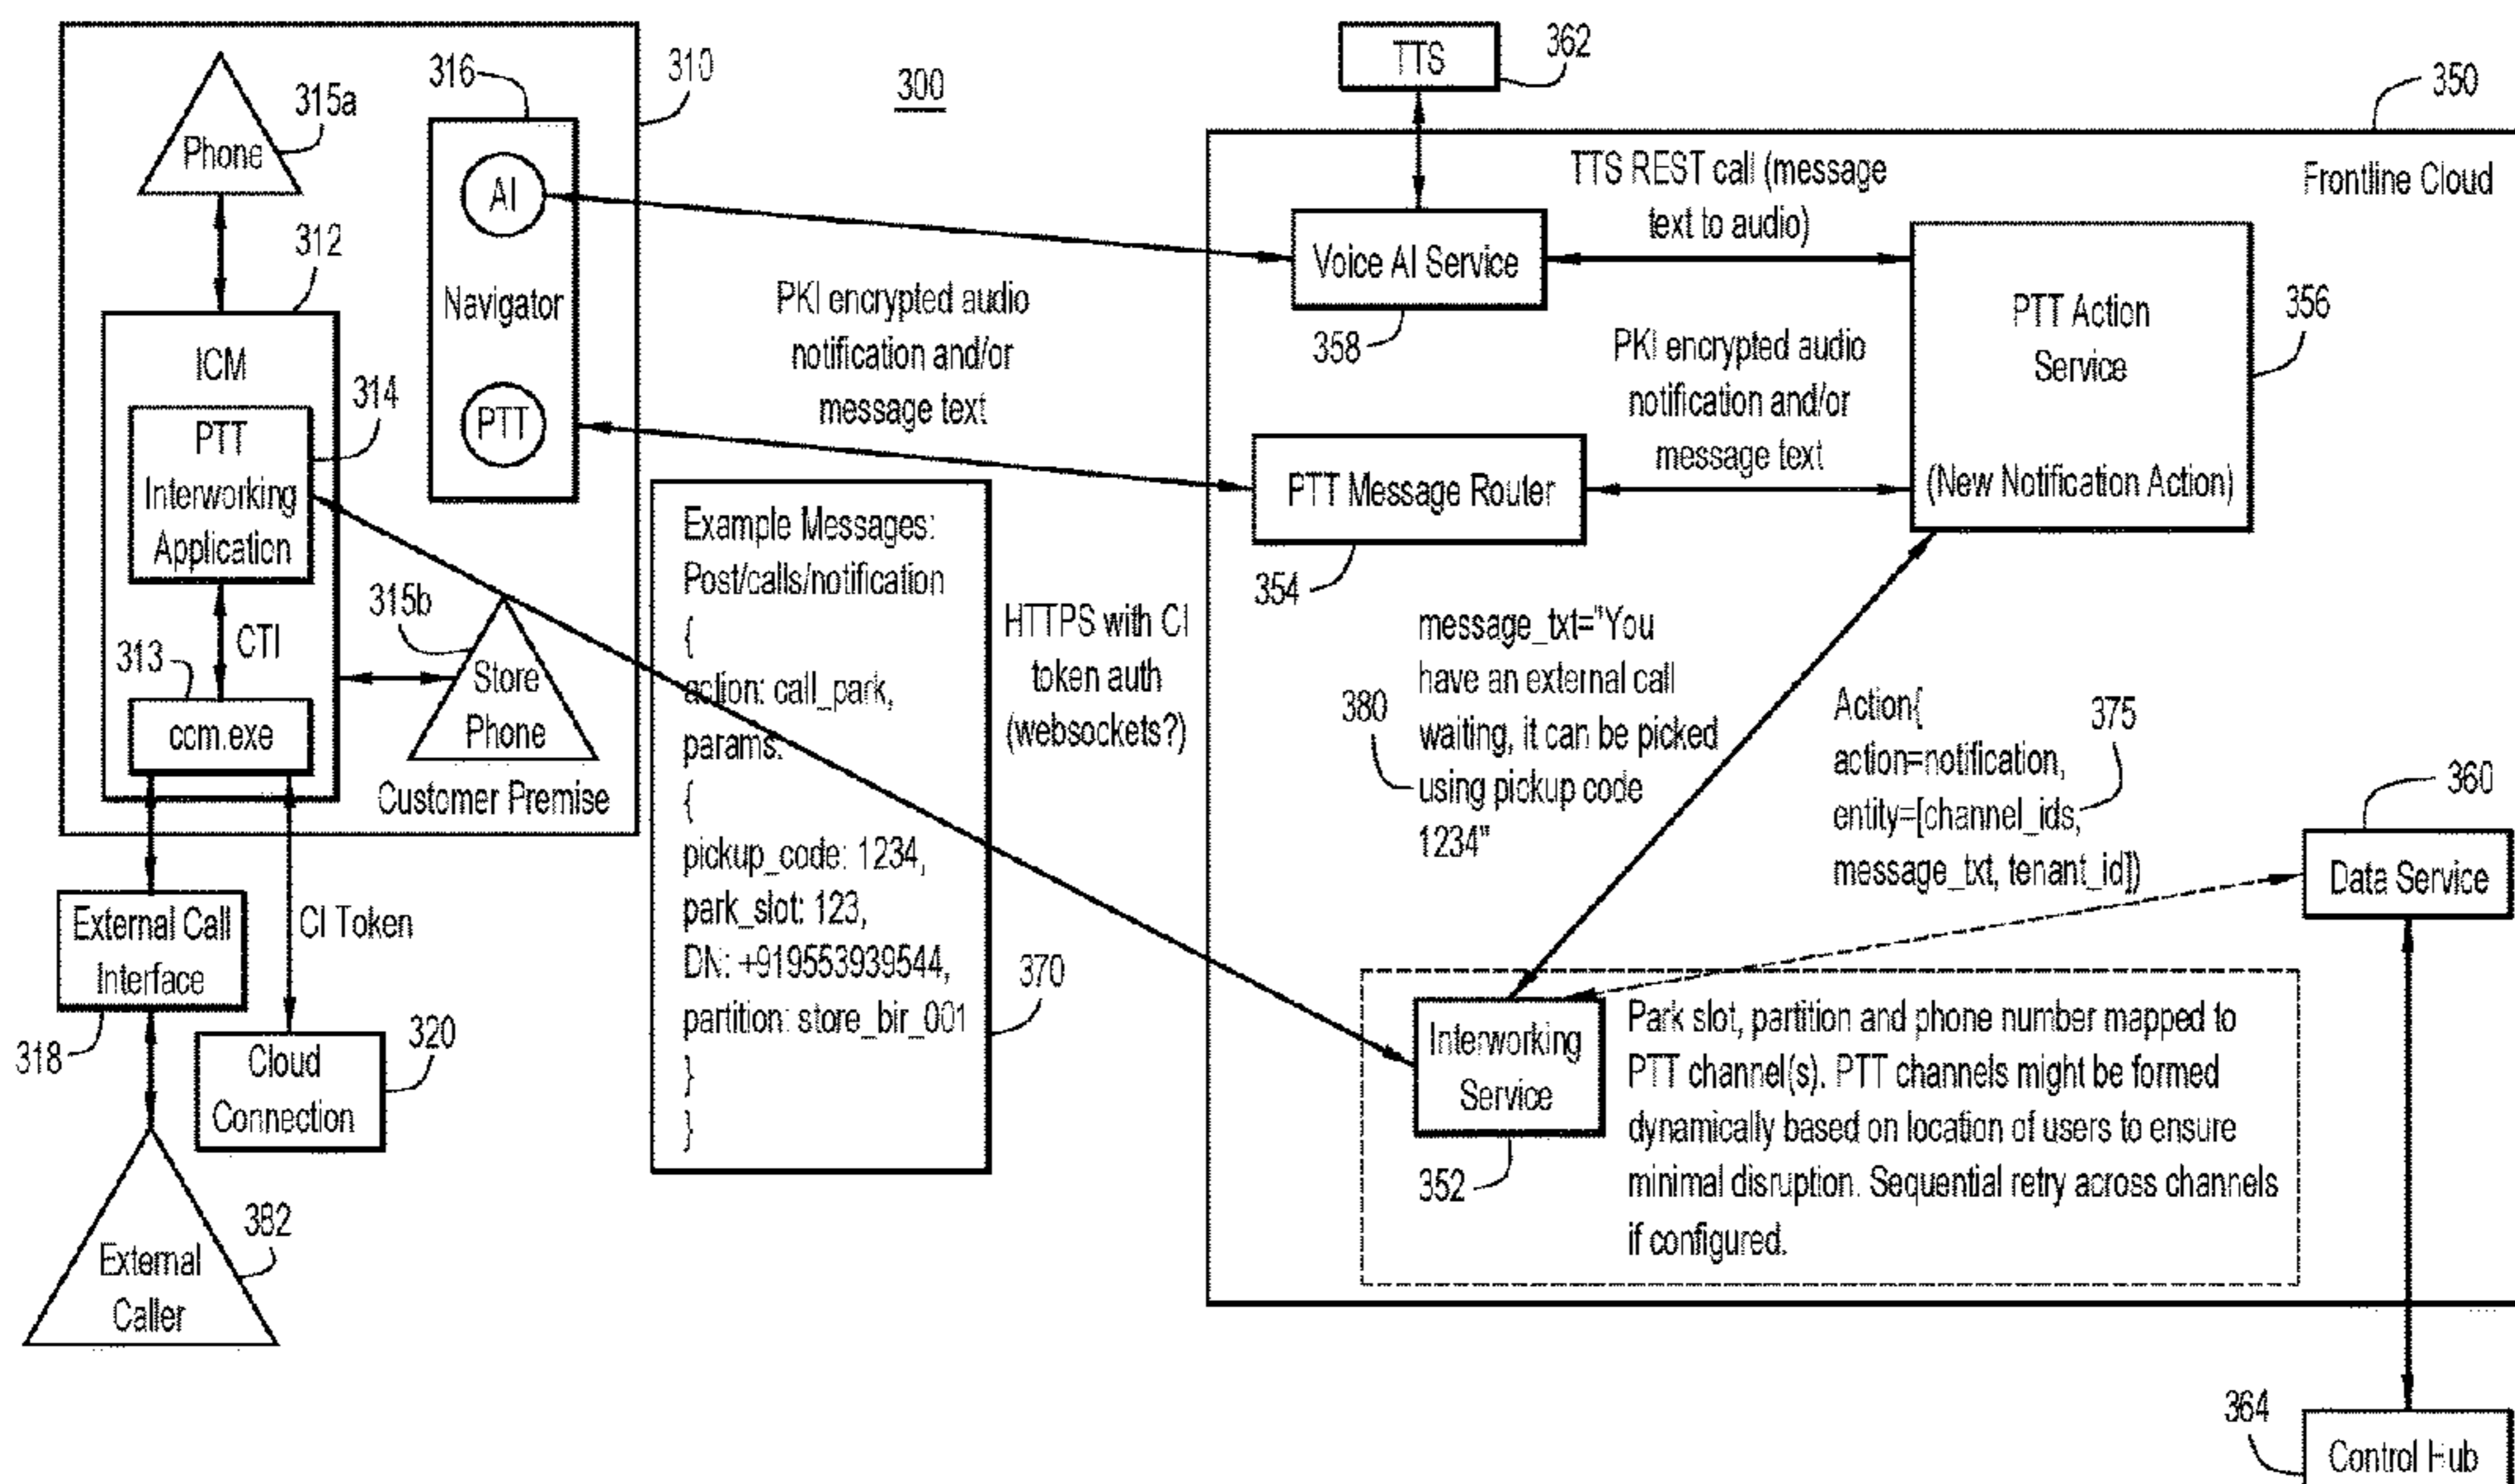 300
310
Phone
315a
312
ICM
314
PTT
Interworking
Application
CTI
313
ccm.exe
316
AI
Navigator
PTT
315b
Store
Phone
Customer Premise
External Call
Interface
318
CI Token
Cloud
Connection
320
External
Caller
382
PKI encrypted audio
notification and/or
message text
Example Messages:
Post/calls/notification
{
action: call_park,
params:
{
pickup_code: 1234,
park_slot: 123,
DN: +919553939544,
partition: store_bir_001
}
}
370
HTTPS with CI
token auth
(websockets?)
TTS
362
350
Frontline Cloud
TTS REST call (message
text to audio)
Voice AI Service
358
PTT Action
Service
(New Notification Action)
356
PKI encrypted audio
notification and/or
message text
PTT Message Router
354
message_txt="You
have an external call
waiting, it can be picked
using pickup code
1234"
380
Action{
action=notification,
entity=[channel_ids,
message_txt, tenant_id])
375
360
Data Service
Interworking
Service
352
Park slot, partition and phone number mapped to
PTT channel(s). PTT channels might be formed
dynamically based on location of users to ensure
minimal disruption. Sequential retry across channels
if configured.
364
Control Hub